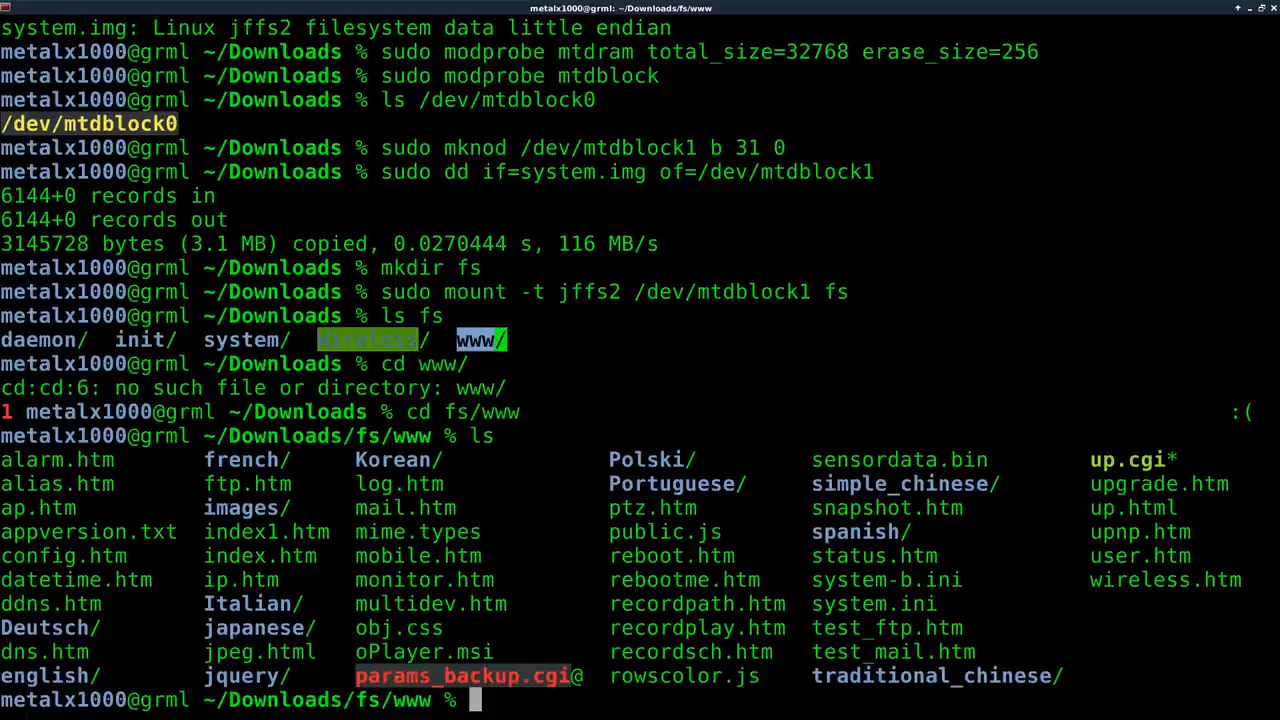 metalx1000@grml: ~/Downloads/fs/www
system.img: Linux jffs2 filesystem data little endian
metalx1000@grml ~/Downloads % sudo modprobe mtdram total_size=32768 erase_size=256
metalx1000@grml ~/Downloads % sudo modprobe mtdblock
metalx1000@grml ~/Downloads % ls /dev/mtdblock0
/dev/mtdblock0
metalx1000@grml ~/Downloads % sudo mknod /dev/mtdblock1 b 31 0
metalx1000@grml ~/Downloads % sudo dd if=system.img of=/dev/mtdblock1
6144+0 records in
6144+0 records out
3145728 bytes (3.1 MB) copied, 0.0270444 s, 116 MB/s
metalx1000@grml ~/Downloads % mkdir fs
metalx1000@grml ~/Downloads % sudo mount -t jffs2 /dev/mtdblock1 fs
metalx1000@grml ~/Downloads % ls fs
daemon/ init/ system/ Wireless/ www/
metalx1000@grml ~/Downloads % cd www/
cd:cd:6: no such file or directory: www/
1 metalx1000@grml ~/Downloads % cd fs/www :(
metalx1000@grml ~/Downloads/fs/www % ls
alarm.htm french/ Korean/ Polski/ sensordata.bin up.cgi*
alias.htm ftp.htm log.htm Portuguese/ simple_chinese/ upgrade.htm
ap.htm images/ mail.htm ptz.htm snapshot.htm up.html
appversion.txt index1.htm mime.types public.js spanish/ upnp.htm
config.htm index.htm mobile.htm reboot.htm status.htm user.htm
datetime.htm ip.htm monitor.htm rebootme.htm system-b.ini wireless.htm
ddns.htm Italian/ multidev.htm recordpath.htm system.ini
Deutsch/ japanese/ obj.css recordplay.htm test_ftp.htm
dns.htm jpeg.html oPlayer.msi recordsch.htm test_mail.htm
english/ jquery/ params_backup.cgi@ rowscolor.js traditional_chinese/
metalx1000@grml ~/Downloads/fs/www %